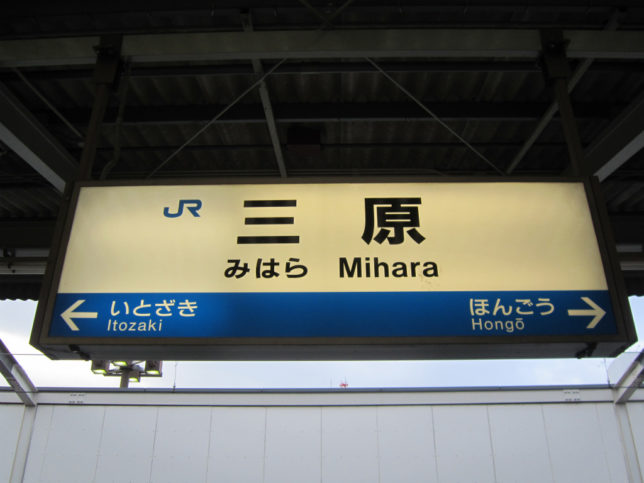 JR 三原
みはら Mihara
← いとざき ほんごう →
Itozaki Hongō